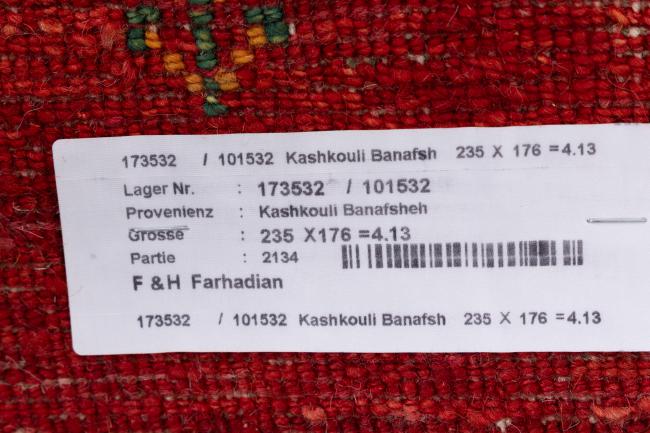 173532 / 101532 Kashkouli Banafsh 235 X 176 =4.13
Lager Nr. : 173532 / 101532
Provenienz : Kashkouli Banafsheh
Grosse : 235 X176 =4.13
Partie : 2134
F & H Farhadian
173532 / 101532 Kashkouli Banafsh 235 X 176 =4.13